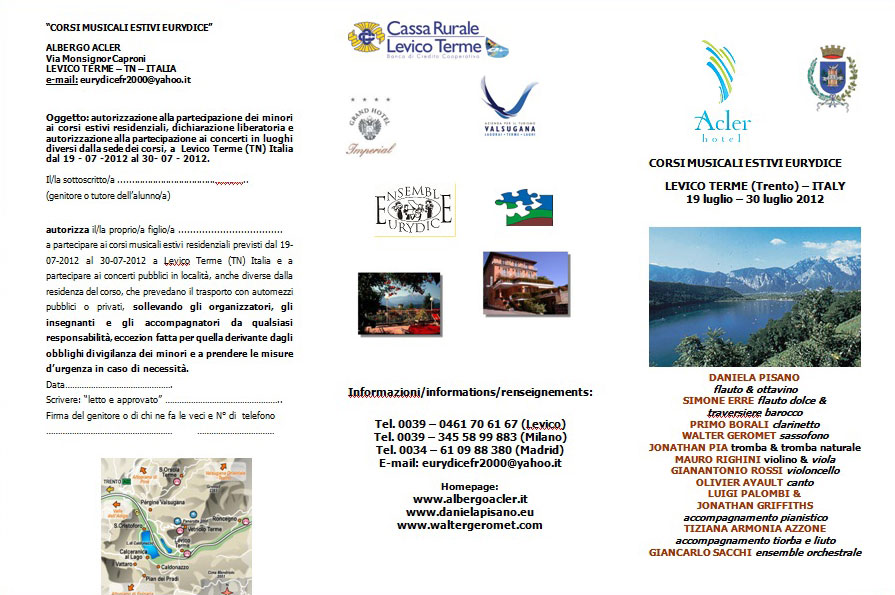 “CORSI MUSICALI ESTIVI EURYDICE”
ALBERGO ACLER
Via Monsignor Caproni
LEVICO TERME – TN – ITALIA
e-mail: eurydicefr2000@yahoo.it
Oggetto: autorizzazione alla partecipazione dei minori
ai corsi estivi residenziali, dichiarazione liberatoria e
autorizzazione alla partecipazione ai concerti in luoghi
diversi dalla sede dei corsi, a Levico Terme (TN) Italia
dal 19 - 07 -2012 al 30- 07 - 2012.
Il/la sottoscritto/a ..........................................
(genitore o tutore dell’alunno/a)
autorizza il/la proprio/a figlio/a ..................................
a partecipare ai corsi musicali estivi residenziali previsti dal 19-
07-2012 al 30-07-2012 a Levico Terme (TN) Italia e a
partecipare ai concerti pubblici in località, anche diverse dalla
residenza del corso, che prevedano il trasporto con automezzi
pubblici o privati, sollevando gli organizzatori, gli
insegnanti e gli accompagnatori da qualsiasi
responsabilità, eccezion fatta per quella derivante dagli
obblighi di vigilanza dei minori e a prendere le misure
d’urgenza in caso di necessità.
Data..........................................
Scrivere: “letto e approvato” ..........................................
Firma del genitore o di chi ne fa le veci e N° di telefono
.......................................... ..........................
S.Orsola
Terme
TRENTO
Pèrgine Valsugana
S.Cristoforo
Vetriolo Terme
Roncegno
Levico
Terme
Calceranica
al Lago
Vattaro
Caldonazzo
Pian dei Pradi
Cassa Rurale
Levico Terme
Banca di Credito Cooperativo
GRAND HOTEL
Imperial
AZIENDA PER IL TURISMO
VALSUGANA
LAGORAI - TERME - LAGHI
ENSEMBLE
EURYDICE
Informazioni/informations/renseignements:
Tel. 0039 – 0461 70 61 67 (Levico)
Tel. 0039 – 345 58 99 883 (Milano)
Tel. 0034 – 61 09 88 380 (Madrid)
E-mail: eurydicefr2000@yahoo.it
Homepage:
www.albergoacler.it
www.danielapisano.eu
www.waltergeromet.com
Acler
hotel
CORSI MUSICALI ESTIVI EURYDICE
LEVICO TERME (Trento) – ITALY
19 luglio – 30 luglio 2012
DANIELA PISANO
flauto & ottavino
SIMONE ERRE flauto dolce &
traversiere barocco
PRIMO BORALI clarinetto
WALTER GEROMET sassofono
JONATHAN PIA tromba & tromba naturale
MAURO RIGHINI violino & viola
GIANANTONIO ROSSI violoncello
OLIVIER AYAULT canto
LUIGI PALOMBI &
JONATHAN GRIFFITHS
accompagnamento pianistico
TIZIANA ARMONIA AZZONE
accompagnamento tiorba e liuto
GIANCARLO SACCHI ensemble orchestrale